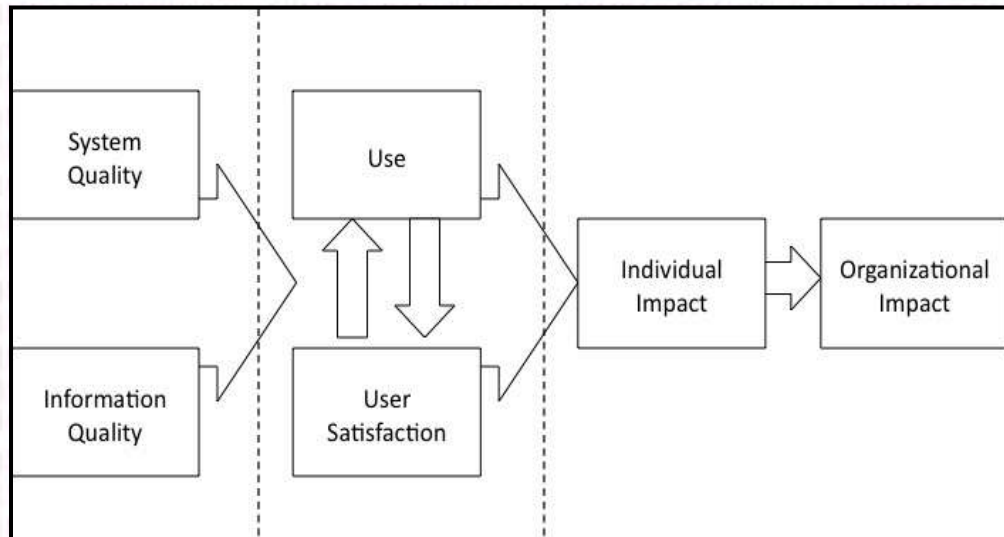 System
Quality
Use
Individual
Impact
Organizational
Impact
Information
Quality
User
Satisfaction